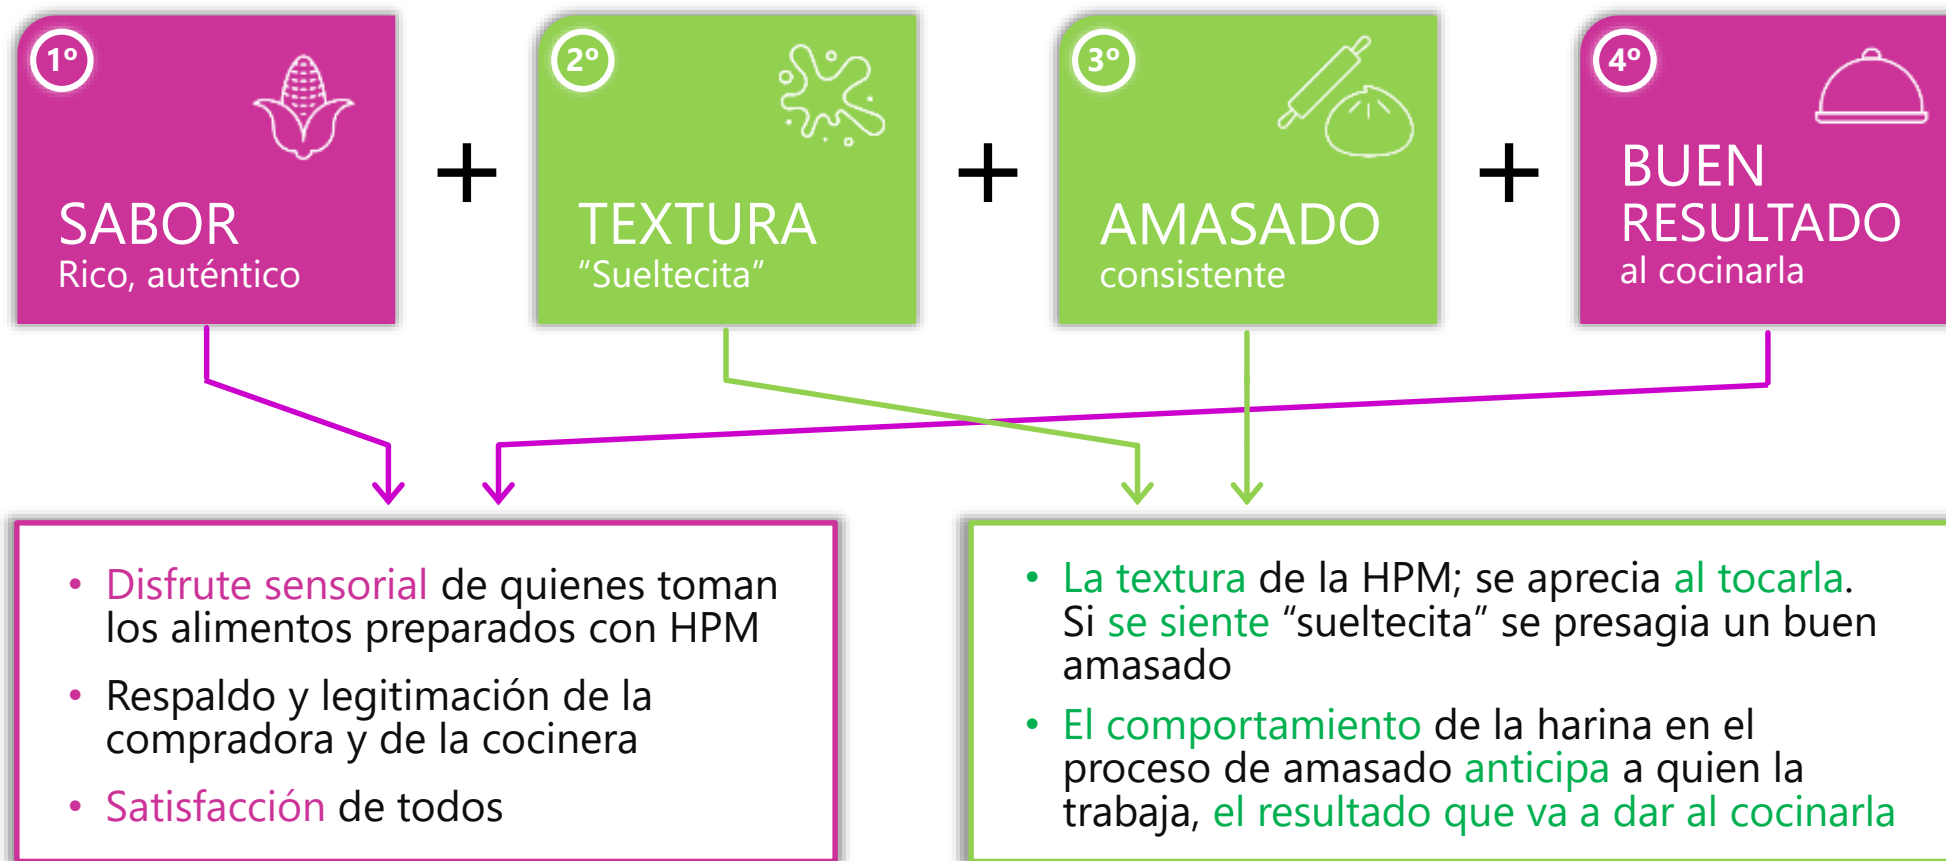 1º
SABOR
Rico, auténtico
+
2º
TEXTURA
“Sueltecita”
+
3º
AMASADO
consistente
+
4º
BUEN
RESULTADO
al cocinarla
• Disfrute sensorial de quienes toman
los alimentos preparados con HPM
• Respaldo y legitimación de la
compradora y de la cocinera
• Satisfacción de todos
• La textura de la HPM; se aprecia al tocarla.
Si se siente “sueltecita” se presagia un buen
amasado
• El comportamiento de la harina en el
proceso de amasado anticipa a quien la
trabaja, el resultado que va a dar al cocinarla